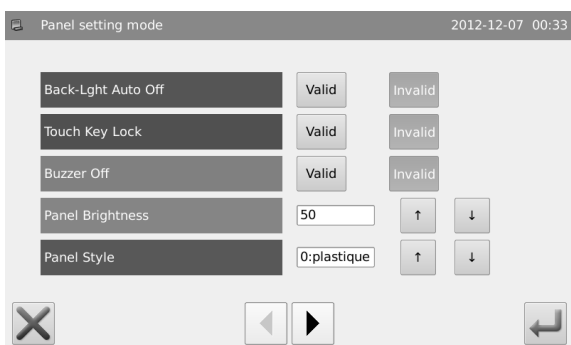 Panel setting mode 2012-12-07 00:33
Back-Lght Auto Off Valid Invalid
Touch Key Lock Valid Invalid
Buzzer Off Valid Invalid
Panel Brightness 50 ↑ ↓
Panel Style 0:plastique ↑ ↓